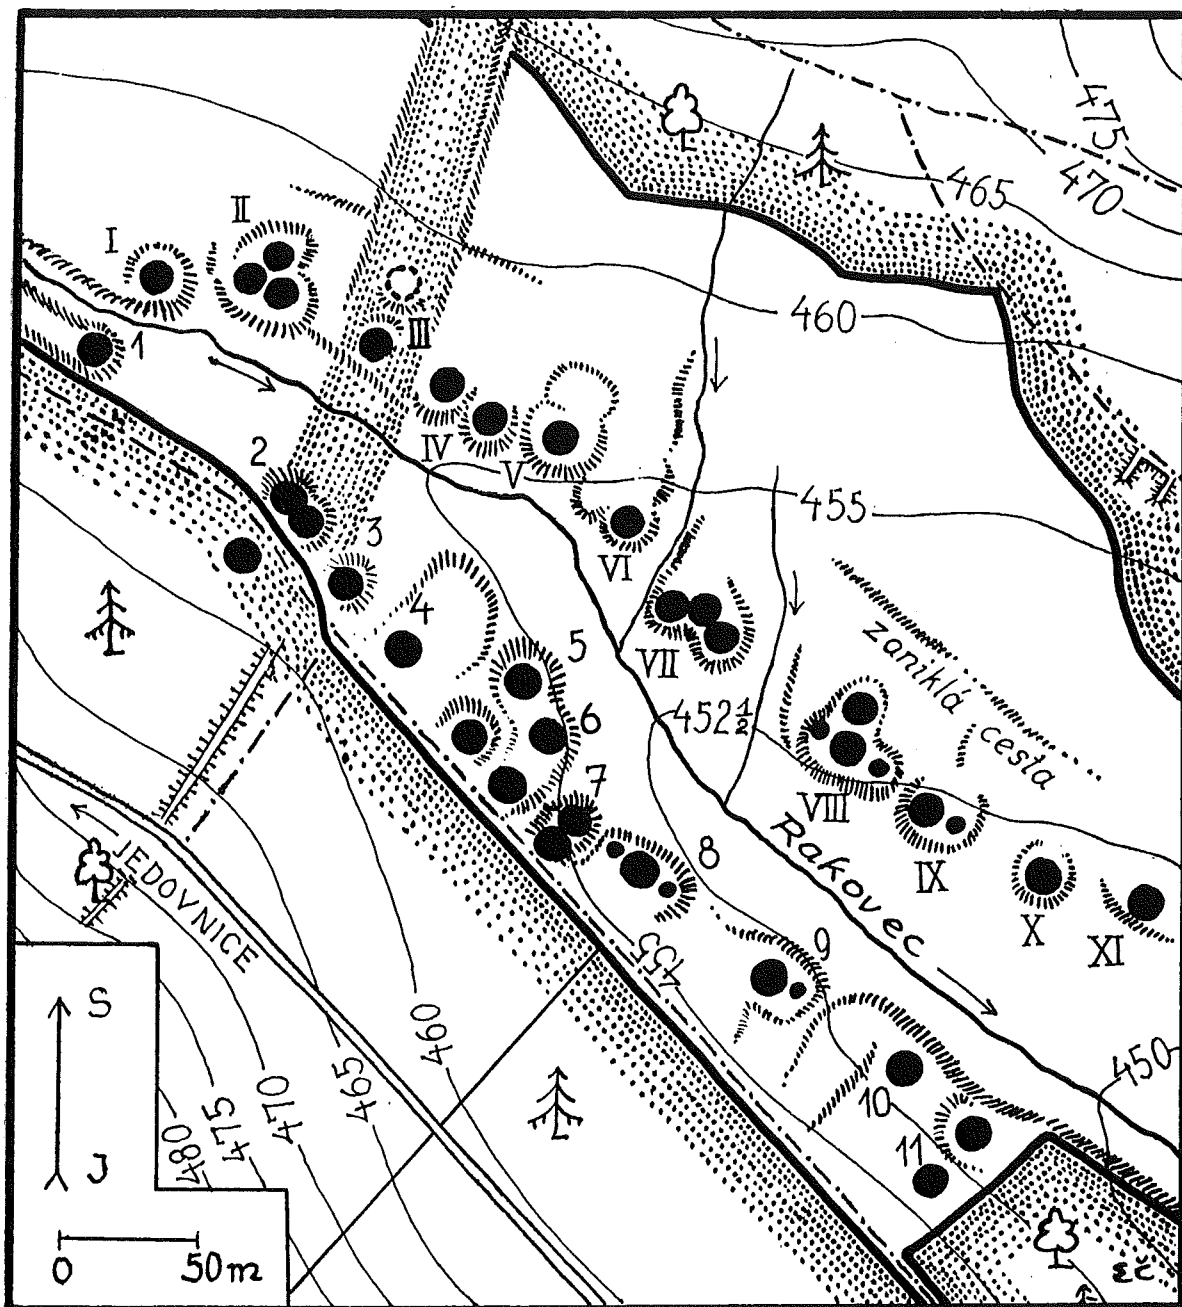 475
465
470
II
I
460
III
1
IV
V
455
2
3
VI
4
zaniklá
cesta
VII
5
452½
6
7
VIII
Rakovec
8
IX
JEDOVNICE
X
XI
9
455
S
460
450
465
10
470
475
480
11
J
0 50m
EČ